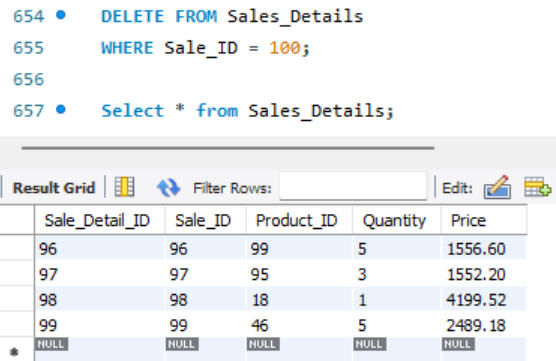 654 DELETE FROM Sales_Details
655 WHERE Sale_ID = 100;
656
657 Select * from Sales_Details;
Result Grid Filter Rows: Edit:
Sale_Detail_ID Sale_ID Product_ID Quantity Price
96 96 99 5 1556.60
97 97 95 3 1552.20
98 98 18 1 4199.52
99 99 46 5 2489.18
* NULL NULL NULL NULL NULL